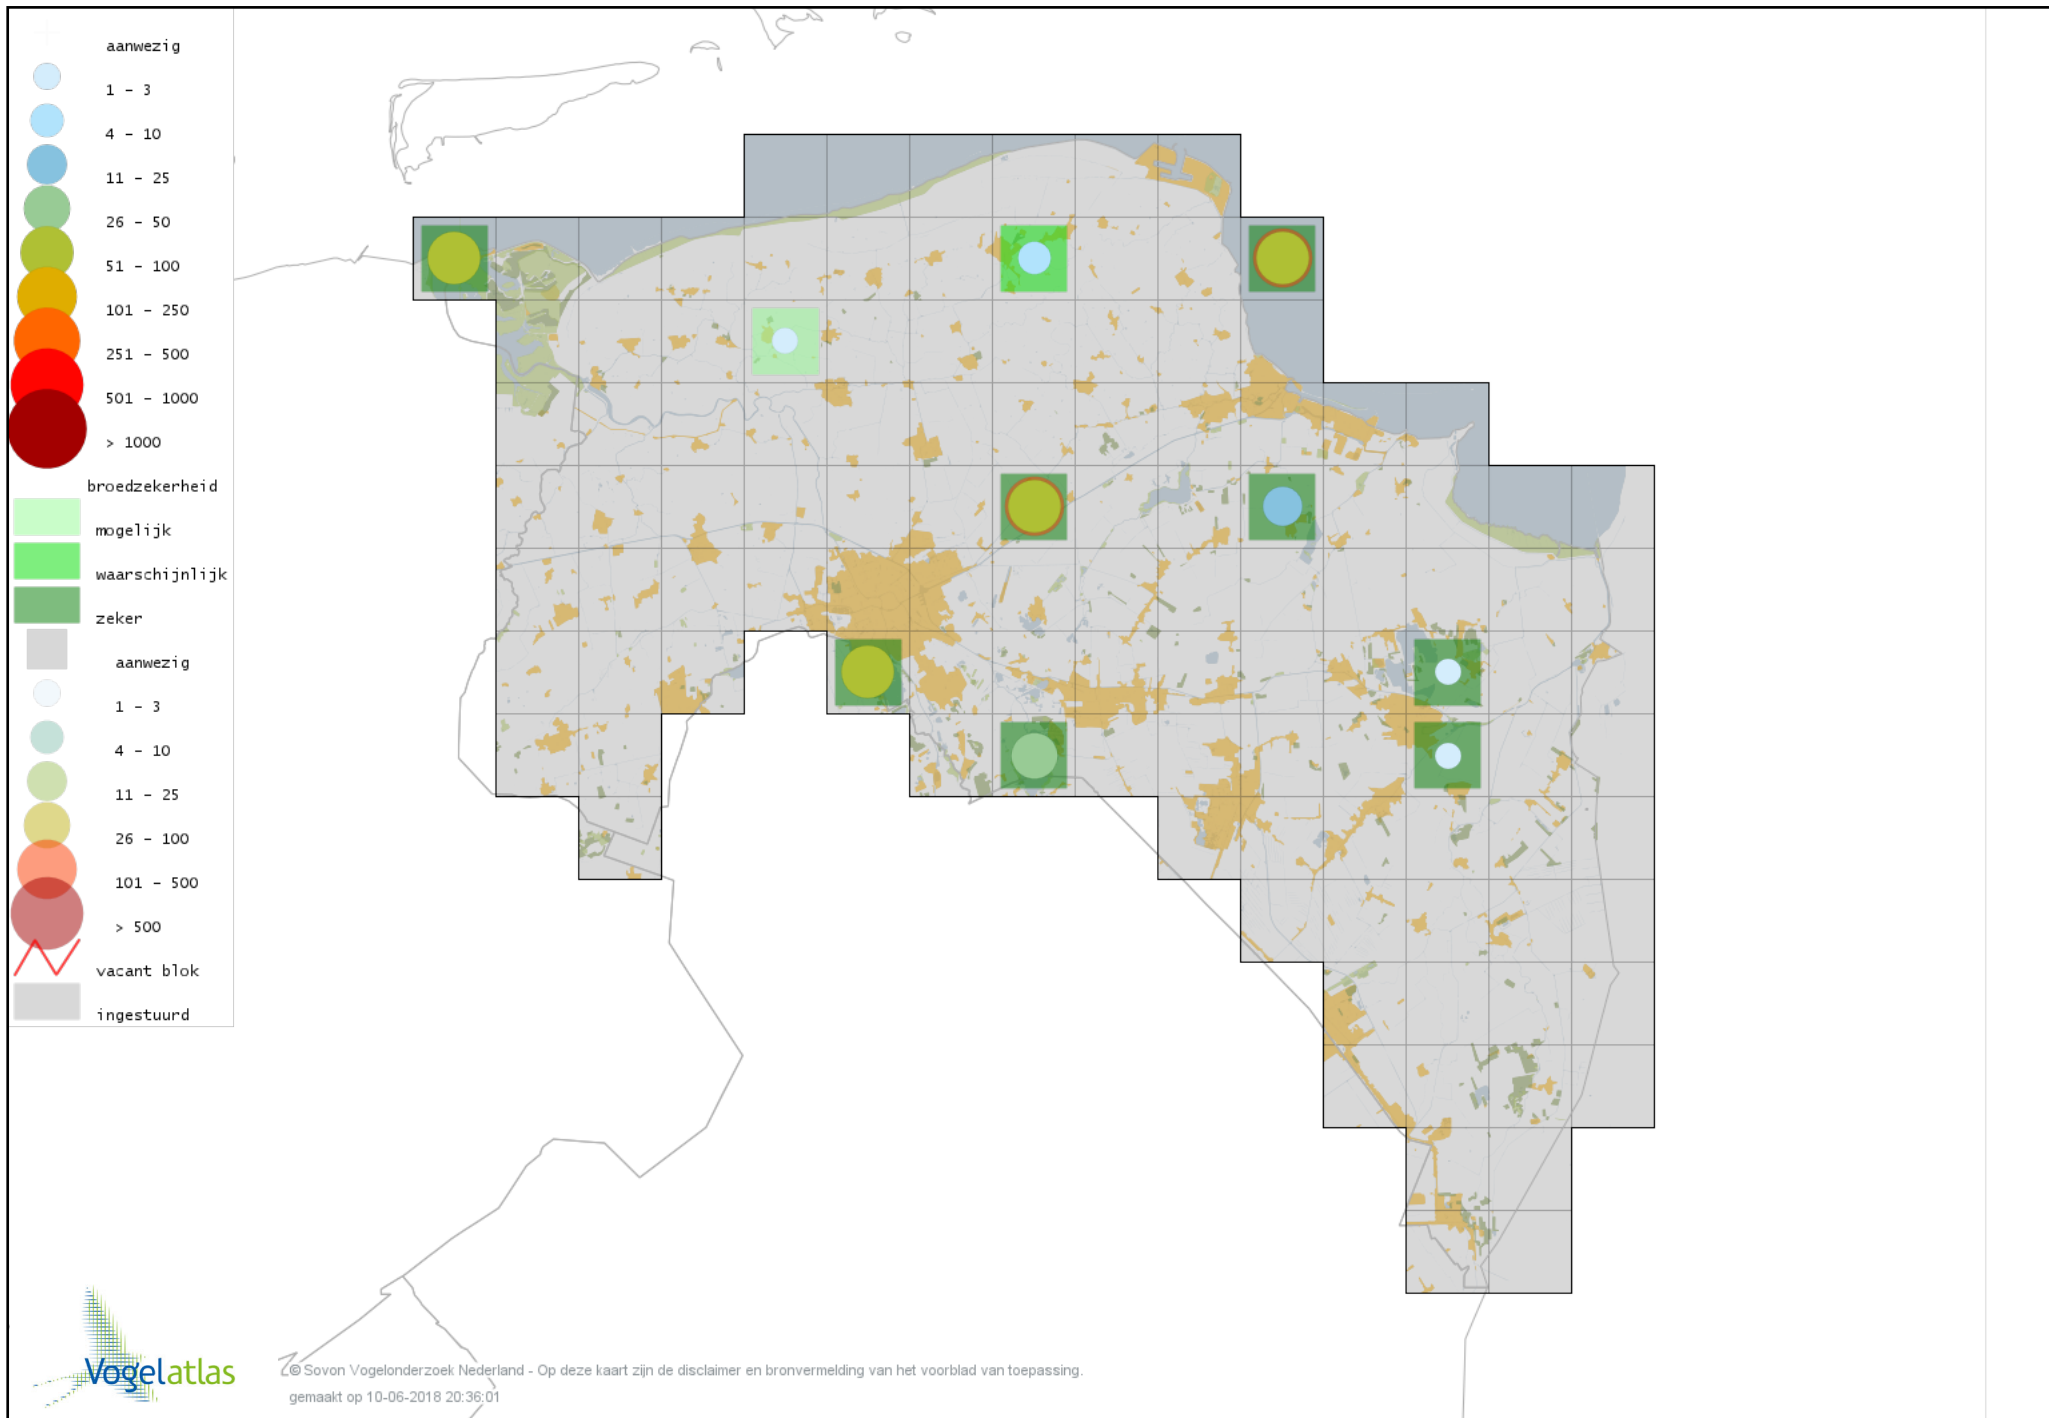 aanwezig
1 - 3
4 - 10
11 - 25
26 - 50
51 - 100
101 - 250
251 - 500
501 - 1000
> 1000
broedzekerheid
mogelijk
waarschijnlijk
zeker
aanwezig
1 - 3
4 - 10
11 - 25
26 - 100
101 - 500
> 500
vacant blok
ingestuurd
Vogelatlas
© Sovon Vogelonderzoek Nederland - Op deze kaart zijn de disclaimer en bronvermelding van het voorblad van toepassing.
gemaakt op 10-06-2018 20:36:01